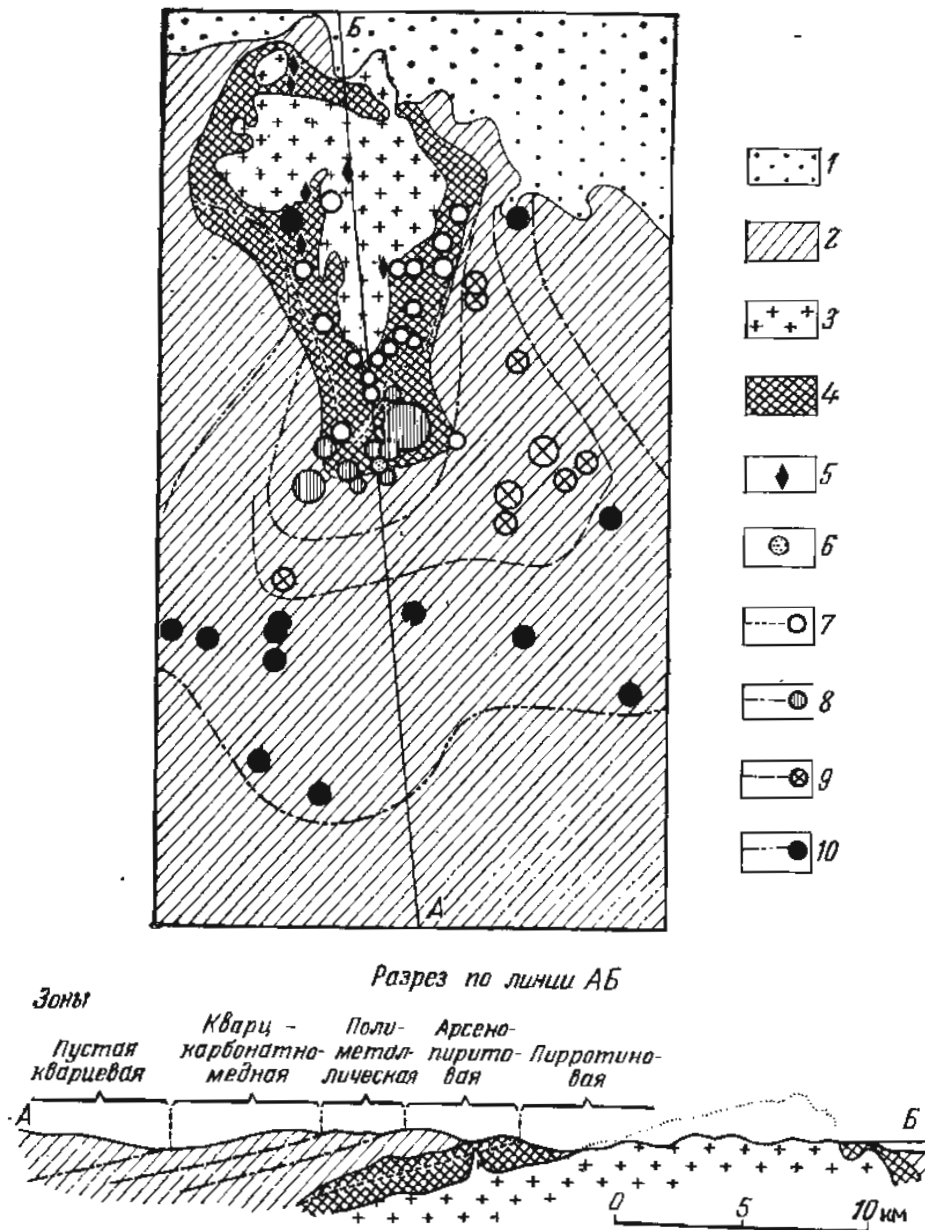 Б
А
1
2
3
4
5
6
7
8
9
10
Разрез по линии АБ
Зоны
Пустая
кварцевая
Кварц -
карбонатно-
медная
Поли-
метал-
лическая
Арсено-
пирито-
вая
Пирротино-
вая
А
Б
0 5 10 км